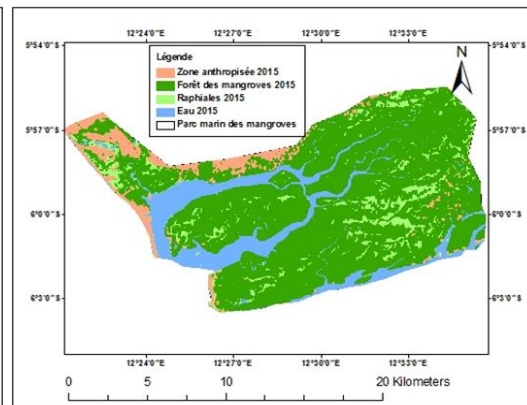 12°24'0"E 12°27'0"E 12°30'0"E 12°33'0"E
5°54'0"S 5°54'0"S
N
Légende
Zone anthropisée 2015
Forêt des mangroves 2015
Raphiales 2015
Eau 2015
Parc marin des mangroves
5°57'0"S 5°57'0"S
6°0'0"S 6°0'0"S
6°3'0"S 6°3'0"S
12°24'0"E 12°27'0"E 12°30'0"E 12°33'0"E
0 5 10 20 Kilometers